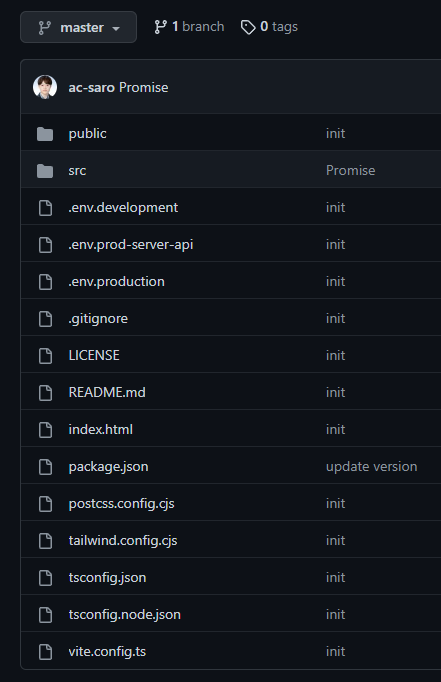 master 1 branch 0 tags
ac-saro Promise
public init
src Promise
.env.development init
.env.prod-server-api init
.env.production init
.gitignore init
LICENSE init
README.md init
index.html init
package.json update version
postcss.config.cjs init
tailwind.config.cjs init
tsconfig.json init
tsconfig.node.json init
vite.config.ts init